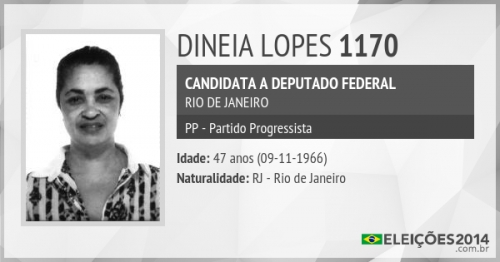 DINEIA LOPES 1170
CANDIDATA A DEPUTADO FEDERAL
RIO DE JANEIRO
PP - Partido Progressista
Idade: 47 anos (09-11-1966)
Naturalidade: RJ - Rio de Janeiro
ELEIÇÕES2014
.com.br